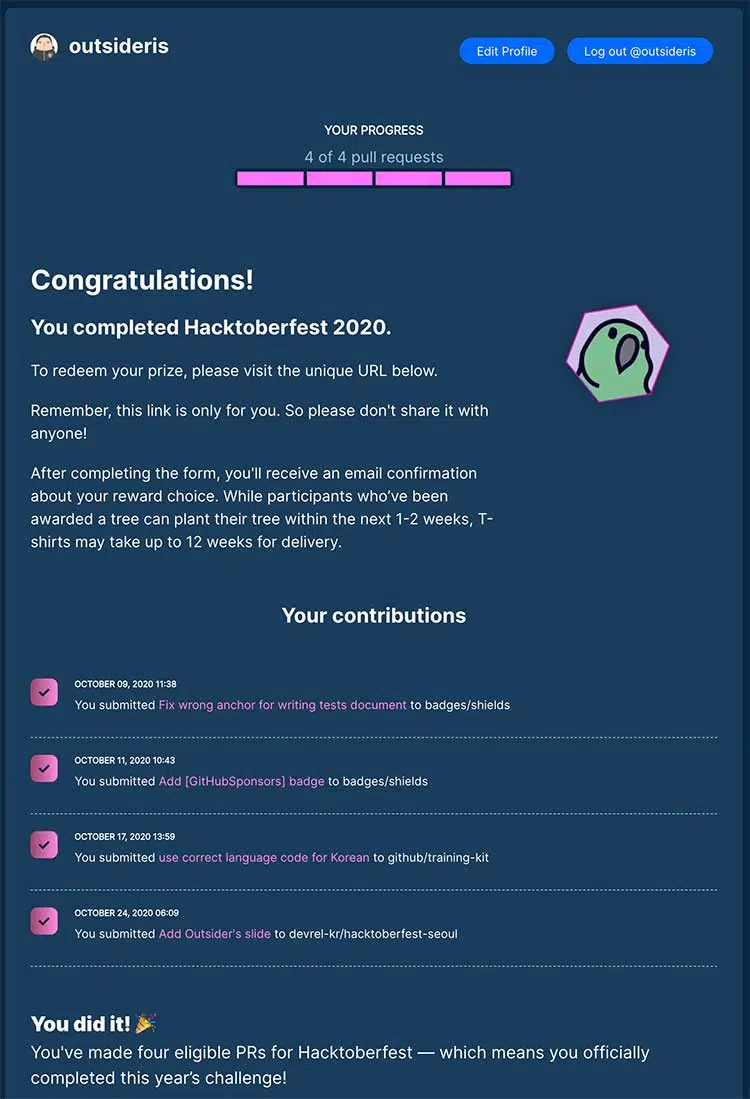 outsideris
Edit Profile
Log out @outsideris
YOUR PROGRESS
4 of 4 pull requests
Congratulations!
You completed Hacktoberfest 2020.
To redeem your prize, please visit the unique URL below.
Remember, this link is only for you. So please don't share it with
anyone!
After completing the form, you'll receive an email confirmation
about your reward choice. While participants who’ve been
awarded a tree can plant their tree within the next 1-2 weeks, T-
shirts may take up to 12 weeks for delivery.
Your contributions
OCTOBER 09, 2020 11:38
You submitted Fix wrong anchor for writing tests document to badges/shields
OCTOBER 11, 2020 10:43
You submitted Add [GitHubSponsors] badge to badges/shields
OCTOBER 17, 2020 13:59
You submitted use correct language code for Korean to github/training-kit
OCTOBER 24, 2020 06:09
You submitted Add Outsider's slide to devrel-kr/hacktoberfest-seoul
You did it! 🎉
You've made four eligible PRs for Hacktoberfest — which means you officially
completed this year’s challenge!